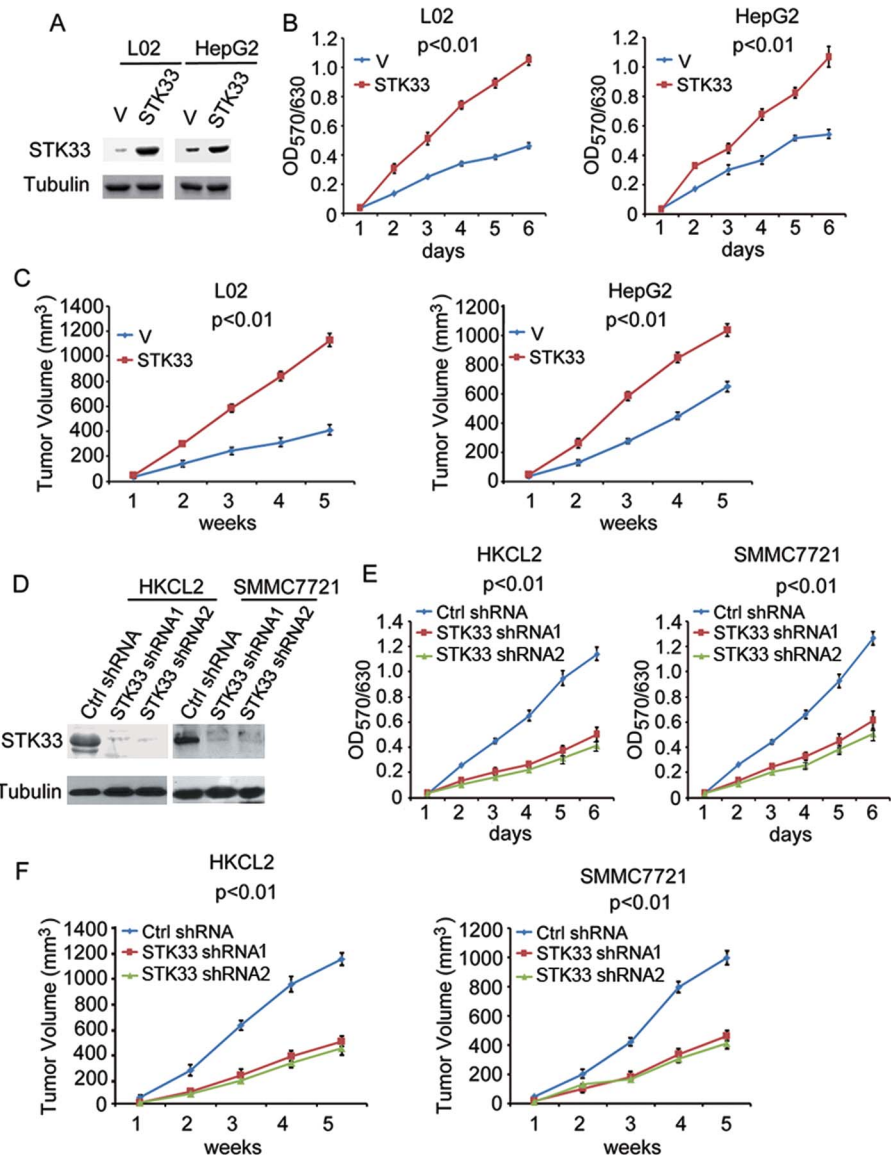 A
L02 HepG2
V STK33 V STK33
STK33
Tubulin
B
L02
p<0.01
V
STK33
OD570/630
1.2
1.0
0.8
0.6
0.4
0.2
0
1 2 3 4 5 6
days
HepG2
p<0.01
V
STK33
OD570/630
1.2
1.0
0.8
0.6
0.4
0.2
0
1 2 3 4 5 6
days
C
L02
p<0.01
V
STK33
Tumor Volume (mm3)
1400
1200
1000
800
600
400
200
0
1 2 3 4 5
weeks
HepG2
p<0.01
V
STK33
Tumor Volume (mm3)
1200
1000
800
600
400
200
0
1 2 3 4 5
weeks
D
HKCL2 SMMC7721
Ctrl shRNA STK33 shRNA1 STK33 shRNA2 Ctrl shRNA STK33 shRNA1 STK33 shRNA2
STK33
Tubulin
E
HKCL2
p<0.01
Ctrl shRNA
STK33 shRNA1
STK33 shRNA2
OD570/630
1.4
1.2
1.0
0.8
0.6
0.4
0.2
0
1 2 3 4 5 6
days
SMMC7721
p<0.01
Ctrl shRNA
STK33 shRNA1
STK33 shRNA2
OD570/630
1.4
1.2
1.0
0.8
0.6
0.4
0.2
0
1 2 3 4 5 6
days
F
HKCL2
p<0.01
Ctrl shRNA
STK33 shRNA1
STK33 shRNA2
Tumor Volume (mm3)
1400
1200
1000
800
600
400
200
0
1 2 3 4 5
weeks
SMMC7721
p<0.01
Ctrl shRNA
STK33 shRNA1
STK33 shRNA2
Tumor Volume (mm3)
1200
1000
800
600
400
200
0
1 2 3 4 5
weeks